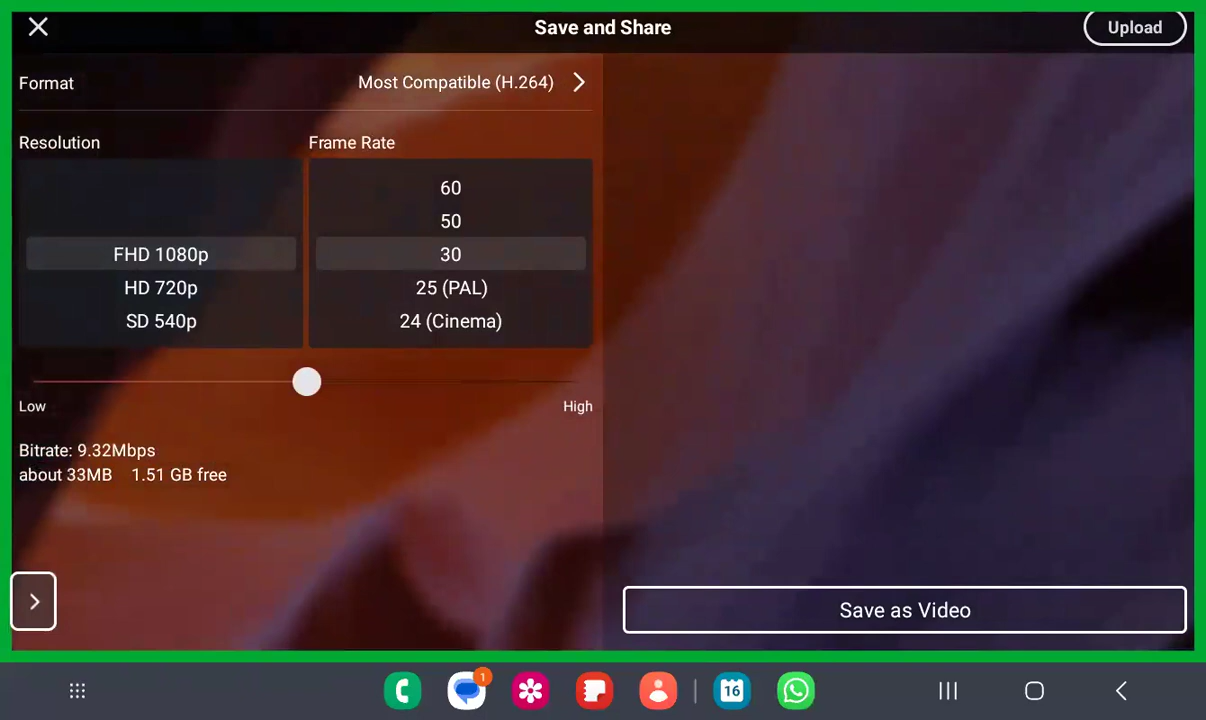 Save and Share
Upload
Format
Most Compatible (H.264)
Resolution
Frame Rate
FHD 1080p
HD 720p
SD 540p
60
50
30
25 (PAL)
24 (Cinema)
Low
High
Bitrate: 9.32Mbps
about 33MB 1.51 GB free
Save as Video
1
16